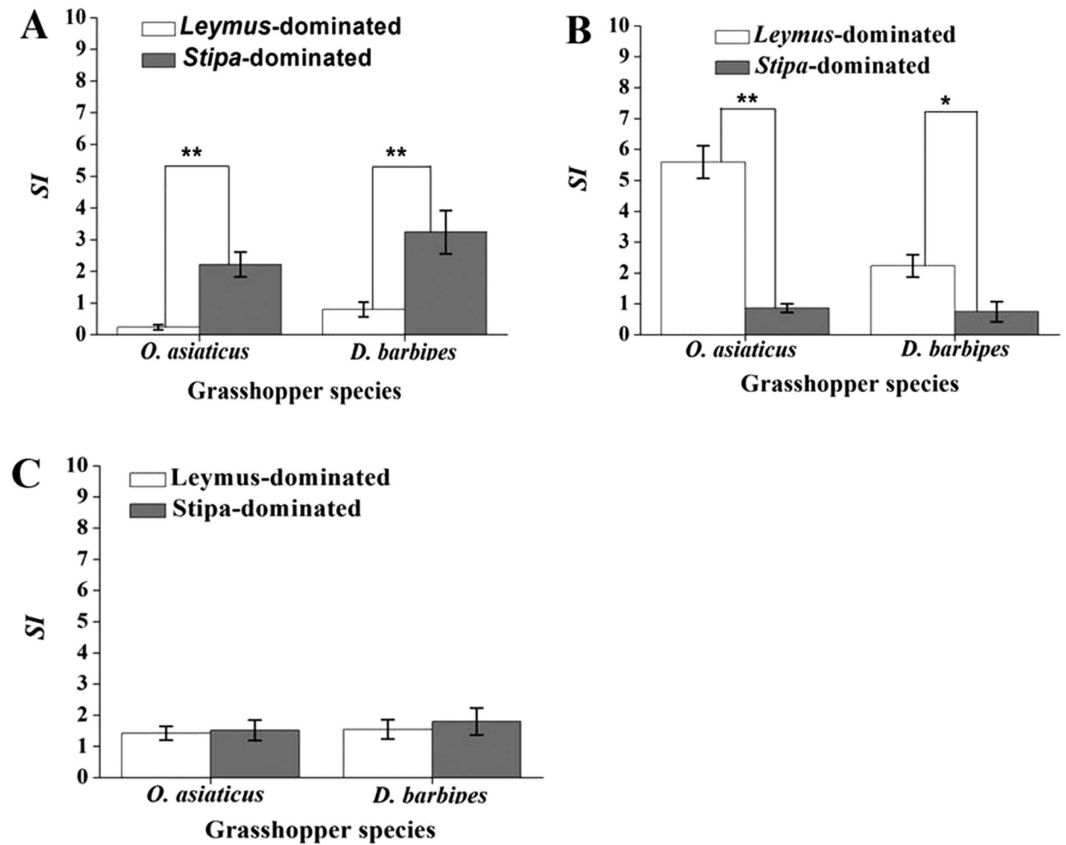 A
Leymus-dominated
Stipa-dominated
10
9
8
7
6
5
4
3
2
1
0
SI
**
**
O. asiaticus
D. barbipes
Grasshopper species
B
Leymus-dominated
Stipa-dominated
10
9
8
7
6
5
4
3
2
1
0
SI
**
*
O. asiaticus
D. barbipes
Grasshopper species
C
Leymus-dominated
Stipa-dominated
10
9
8
7
6
5
4
3
2
1
0
SI
O. asiaticus
D. barbipes
Grasshopper species